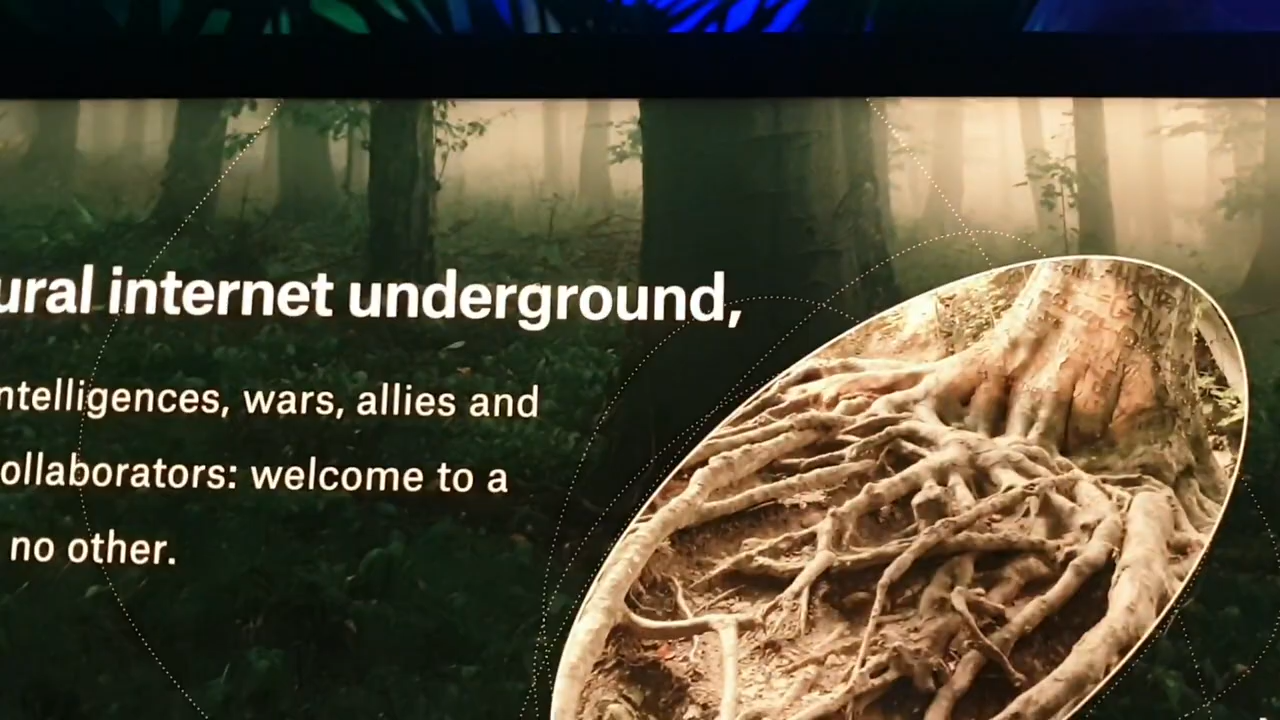 ural internet underground,
ntelligences, wars, allies and
ollaborators: welcome to a
no other.